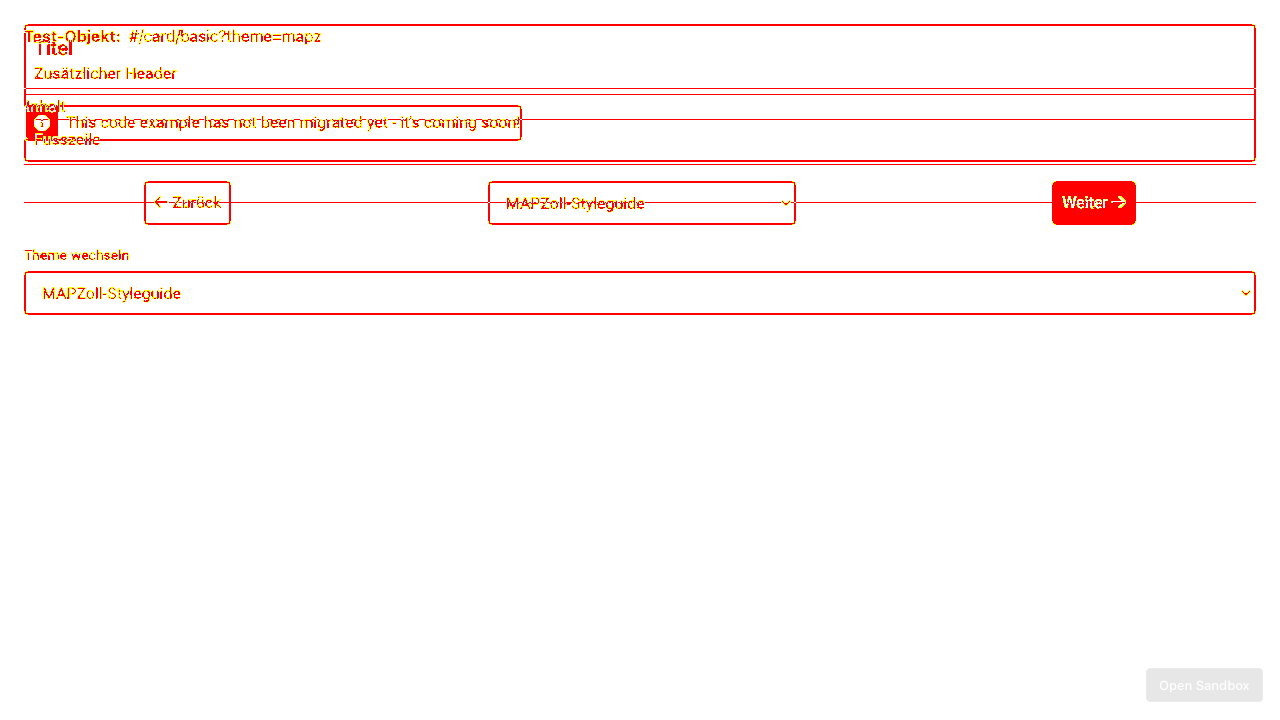 Test-Objekt: #/card/basic?theme=mapz
Titel
Zusätzlicher Header
Inhalt
This code example has not been migrated yet - it's coming soon!
Fusszeile
← Zurück
MAPZoll-Styleguide
Weiter →
Theme wechseln
MAPZoll-Styleguide
Open Sandbox